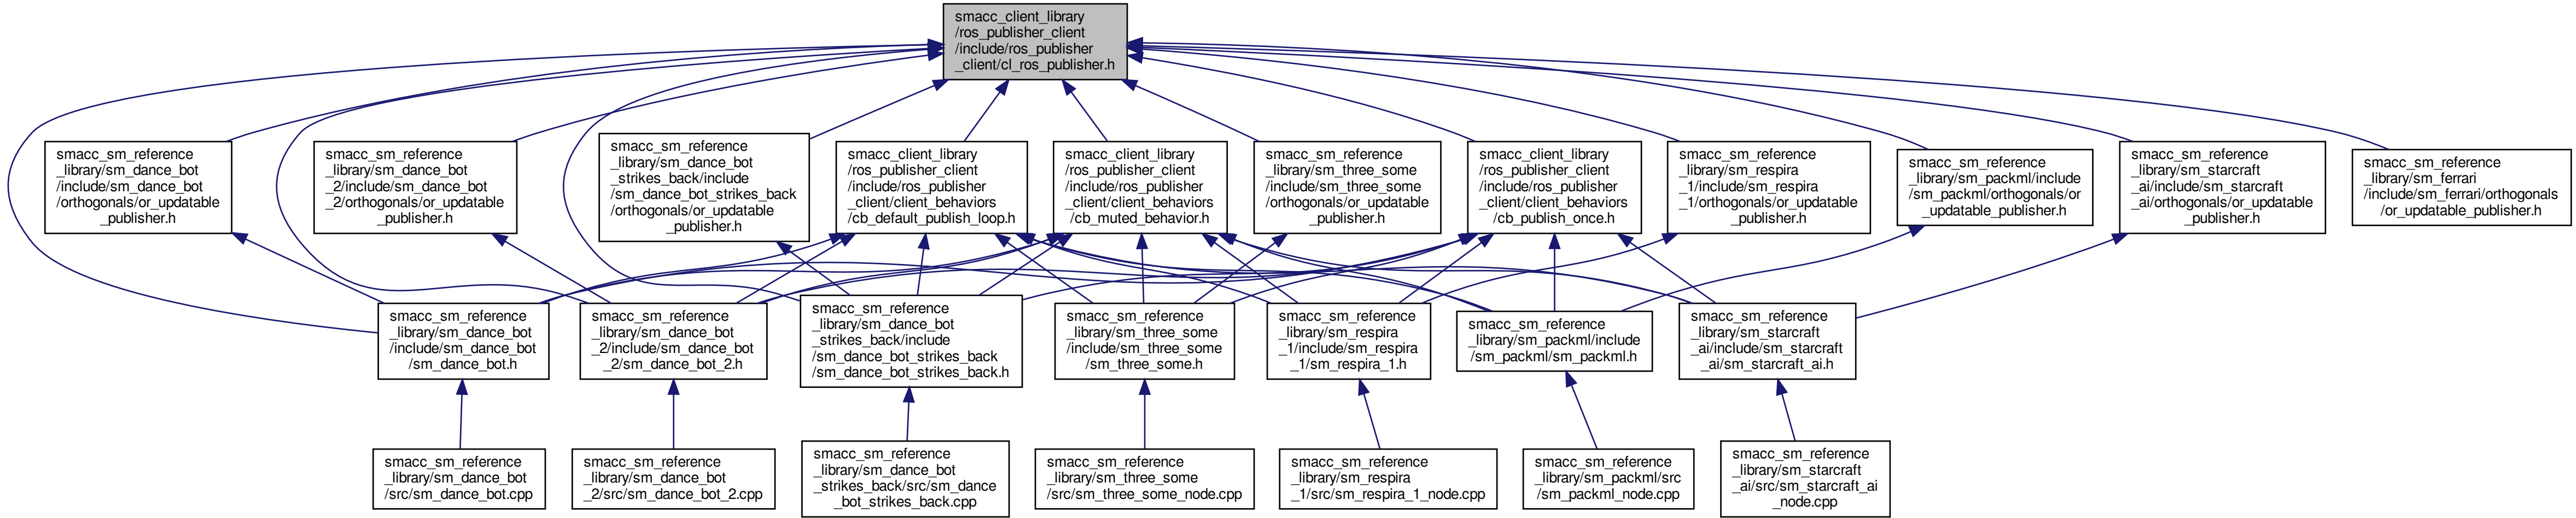 smacc_client_library
/ros_publisher_client
/include/ros_publisher
_client/cl_ros_publisher.h
smacc_sm_reference
_library/sm_dance_bot
/include/sm_dance_bot
/orthogonals/or_updatable
_publisher.h
smacc_sm_reference
_library/sm_dance_bot
_2/include/sm_dance_bot
_2/orthogonals/or_updatable
_publisher.h
smacc_sm_reference
_library/sm_dance_bot
_strikes_back/include
/sm_dance_bot_strikes_back
/orthogonals/or_updatable
_publisher.h
smacc_client_library
/ros_publisher_client
/include/ros_publisher
_client/client_behaviors
/cb_default_publish_loop.h
smacc_client_library
/ros_publisher_client
/include/ros_publisher
_client/client_behaviors
/cb_muted_behavior.h
smacc_sm_reference
_library/sm_three_some
/include/sm_three_some
/orthogonals/or_updatable
_publisher.h
smacc_client_library
/ros_publisher_client
/include/ros_publisher
_client/client_behaviors
/cb_publish_once.h
smacc_sm_reference
_library/sm_respira
_1/include/sm_respira
_1/orthogonals/or_updatable
_publisher.h
smacc_sm_reference
_library/sm_packml/include
/sm_packml/orthogonals/or
_updatable_publisher.h
smacc_sm_reference
_library/sm_starcraft
_ai/include/sm_starcraft
_ai/orthogonals/or_updatable
_publisher.h
smacc_sm_reference
_library/sm_ferrari
/include/sm_ferrari/orthogonals
/or_updatable_publisher.h
smacc_sm_reference
_library/sm_dance_bot
/include/sm_dance_bot
/sm_dance_bot.h
smacc_sm_reference
_library/sm_dance_bot
_2/include/sm_dance_bot
_2/sm_dance_bot_2.h
smacc_sm_reference
_library/sm_dance_bot
_strikes_back/include
/sm_dance_bot_strikes_back
/sm_dance_bot_strikes_back.h
smacc_sm_reference
_library/sm_three_some
/include/sm_three_some
/sm_three_some.h
smacc_sm_reference
_library/sm_respira
_1/include/sm_respira
_1/sm_respira_1.h
smacc_sm_reference
_library/sm_packml/include
/sm_packml/sm_packml.h
smacc_sm_reference
_library/sm_starcraft
_ai/include/sm_starcraft
_ai/sm_starcraft_ai.h
smacc_sm_reference
_library/sm_dance_bot
/src/sm_dance_bot.cpp
smacc_sm_reference
_library/sm_dance_bot
_2/src/sm_dance_bot_2.cpp
smacc_sm_reference
_library/sm_dance_bot
_strikes_back/src/sm_dance
_bot_strikes_back.cpp
smacc_sm_reference
_library/sm_three_some
/src/sm_three_some_node.cpp
smacc_sm_reference
_library/sm_respira
_1/src/sm_respira_1_node.cpp
smacc_sm_reference
_library/sm_packml/src
/sm_packml_node.cpp
smacc_sm_reference
_library/sm_starcraft
_ai/src/sm_starcraft_ai
_node.cpp